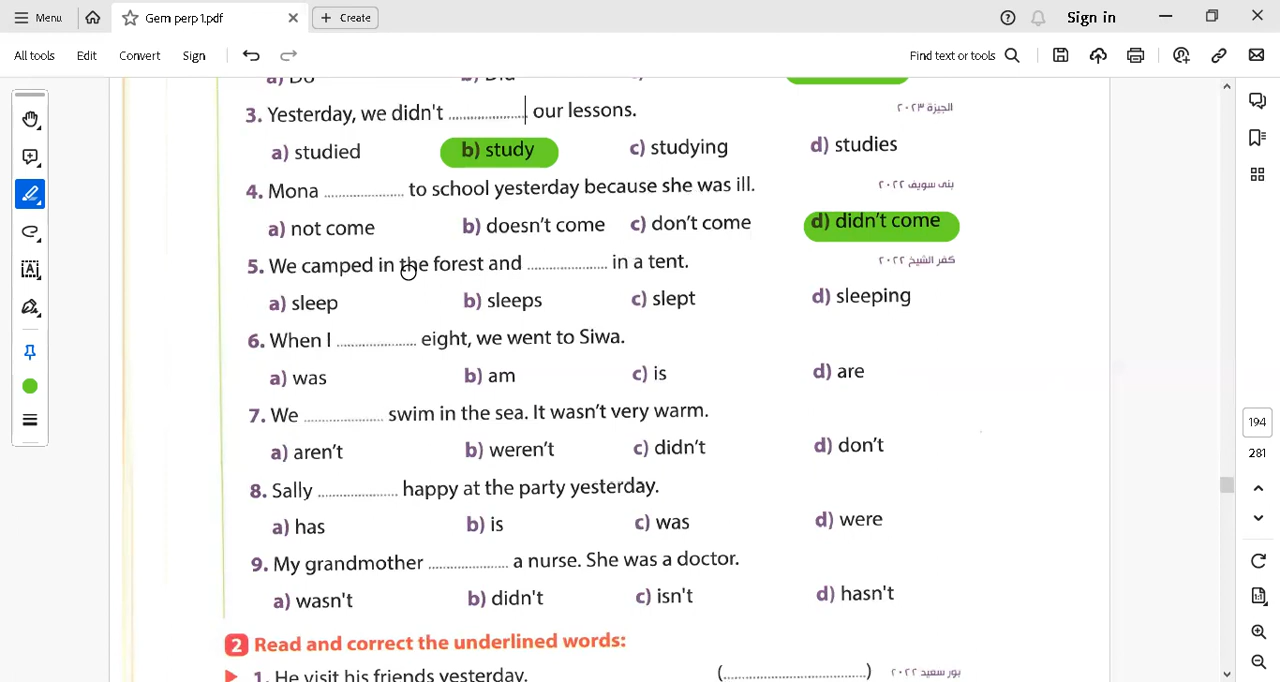 Menu
Gem perp 1.pdf
Create
Sign in
All tools Edit Convert Sign
Find text or tools
a) Do b) Did
3. Yesterday, we didn't ................... our lessons. الجيزة ٢٠٢٣
a) studied b) study c) studying d) studies
4. Mona ................... to school yesterday because she was ill. بنى سويف ٢٠٢٢
a) not come b) doesn't come c) don't come d) didn't come
5. We camped in the forest and ................... in a tent. كفر الشيخ ٢٠٢٢
a) sleep b) sleeps c) slept d) sleeping
6. When I ................... eight, we went to Siwa.
a) was b) am c) is d) are
7. We ................... swim in the sea. It wasn't very warm.
a) aren't b) weren't c) didn't d) don't
8. Sally ................... happy at the party yesterday.
a) has b) is c) was d) were
9. My grandmother ................... a nurse. She was a doctor.
a) wasn't b) didn't c) isn't d) hasn't
2 Read and correct the underlined words:
1. He visit his friends yesterday. (...................................) بور سعيد ٢٠٢٢
194
281